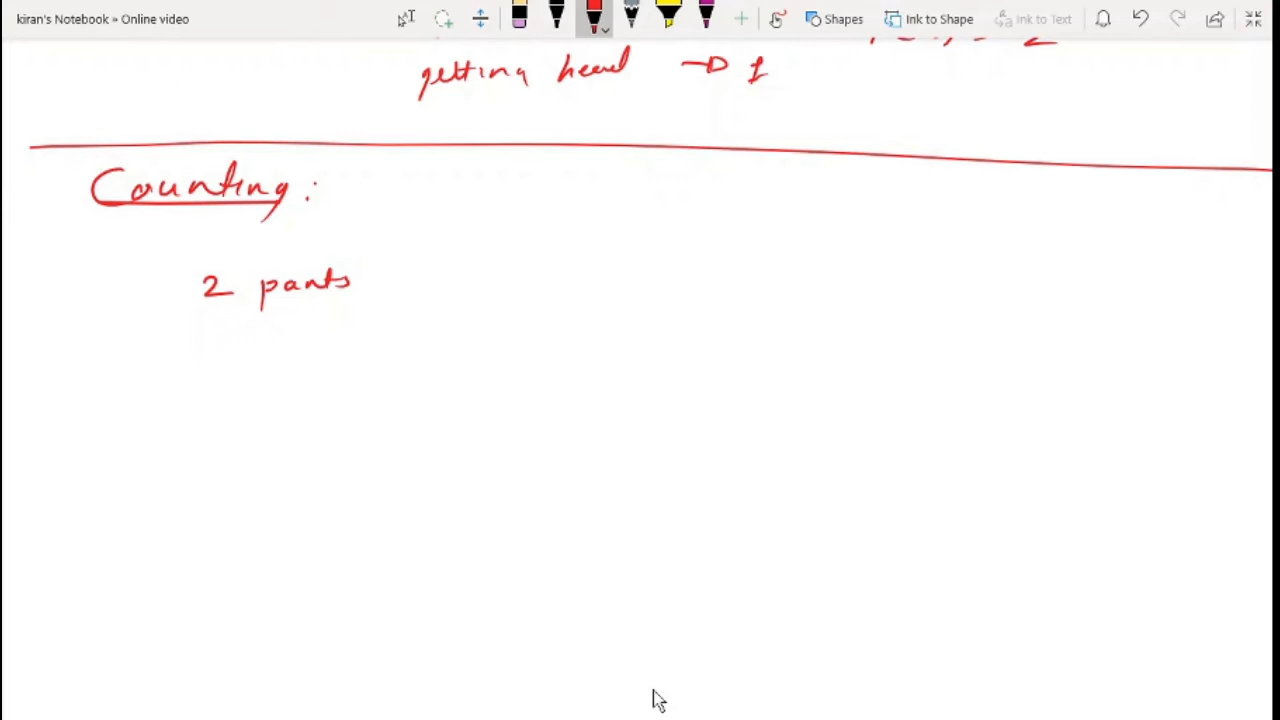 kiran's Notebook » Online video
Shapes
Ink to Shape
Ink to Text
getting head → 1
Counting:
2 pants